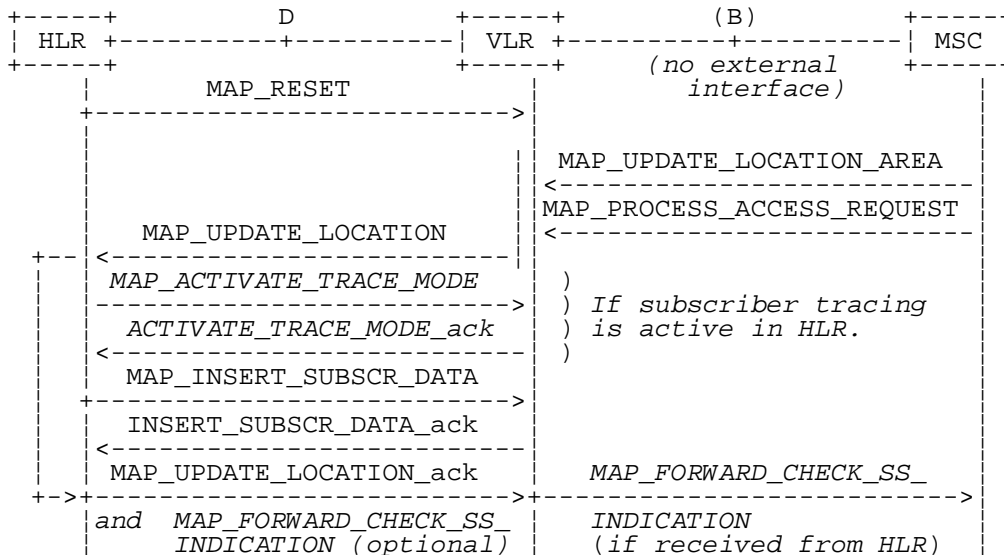 D (B)
HLR VLR MSC
(no external
MAP_RESET interface)
MAP_UPDATE_LOCATION_AREA
MAP_PROCESS_ACCESS_REQUEST
MAP_UPDATE_LOCATION
MAP_ACTIVATE_TRACE_MODE )
) If subscriber tracing
ACTIVATE_TRACE_MODE_ack ) is active in HLR.
)
MAP_INSERT_SUBSCR_DATA
INSERT_SUBSCR_DATA_ack
MAP_UPDATE_LOCATION_ack MAP_FORWARD_CHECK_SS_
and MAP_FORWARD_CHECK_SS_ INDICATION
INDICATION (optional) (if received from HLR)